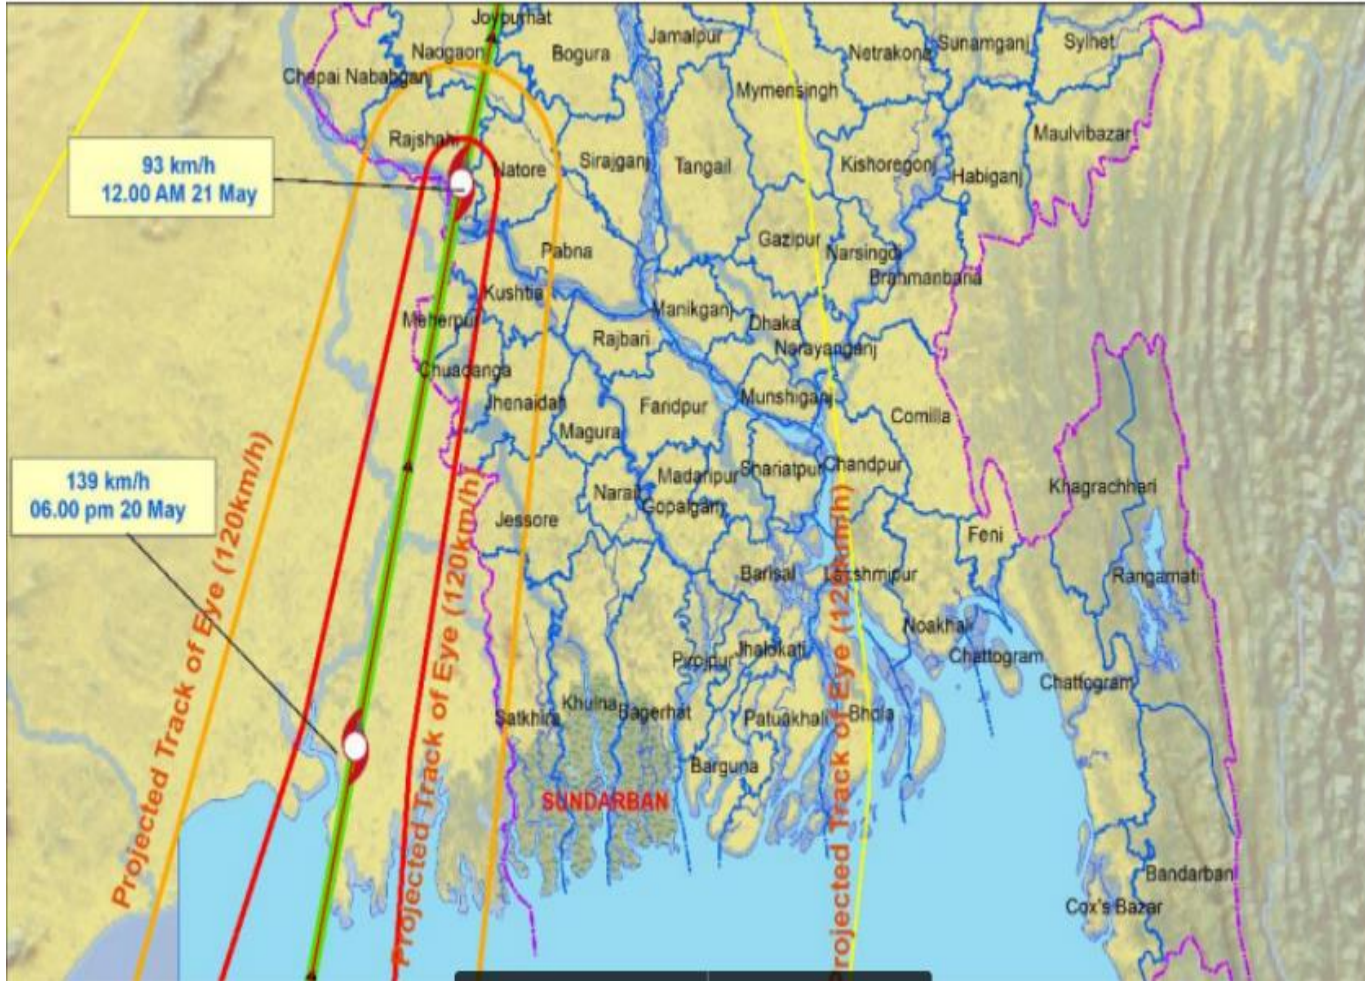 Joypurhat
Naogaon
Bogura
Jamalpur
Netrakona
Sunamganj
Sylhet
Chapai Nababganj
Mymensingh
Rajshahi
Natore
Sirajganj
Tangail
Kishoregonj
Habiganj
Maulvibazar
93 km/h
12.00 AM 21 May
Pabna
Gazipur
Narsingdi
Brahmanbaria
Kushtia
Meherpur
Manikganj
Dhaka
Rajbari
Narayanganj
Chuadanga
Jhenaidah
Faridpur
Munshiganj
Comilla
Magura
139 km/h
06.00 pm 20 May
Madaripur
Shariatpur
Chandpur
Khagrachhari
Narail
Gopalganj
Jessore
Feni
Barisal
Lakshmipur
Rangamati
Noakhali
Pirojpur
Jhalokati
Chattogram
Chattogram
Satkhira
Khulna
Bagerhat
Patuakhali
Bhola
Barguna
SUNDARBAN
Bandarban
Cox's Bazar
Projected Track of Eye (120km/h)
Projected Track of Eye (120km/h)
rojected Track of Eye (120km/h)